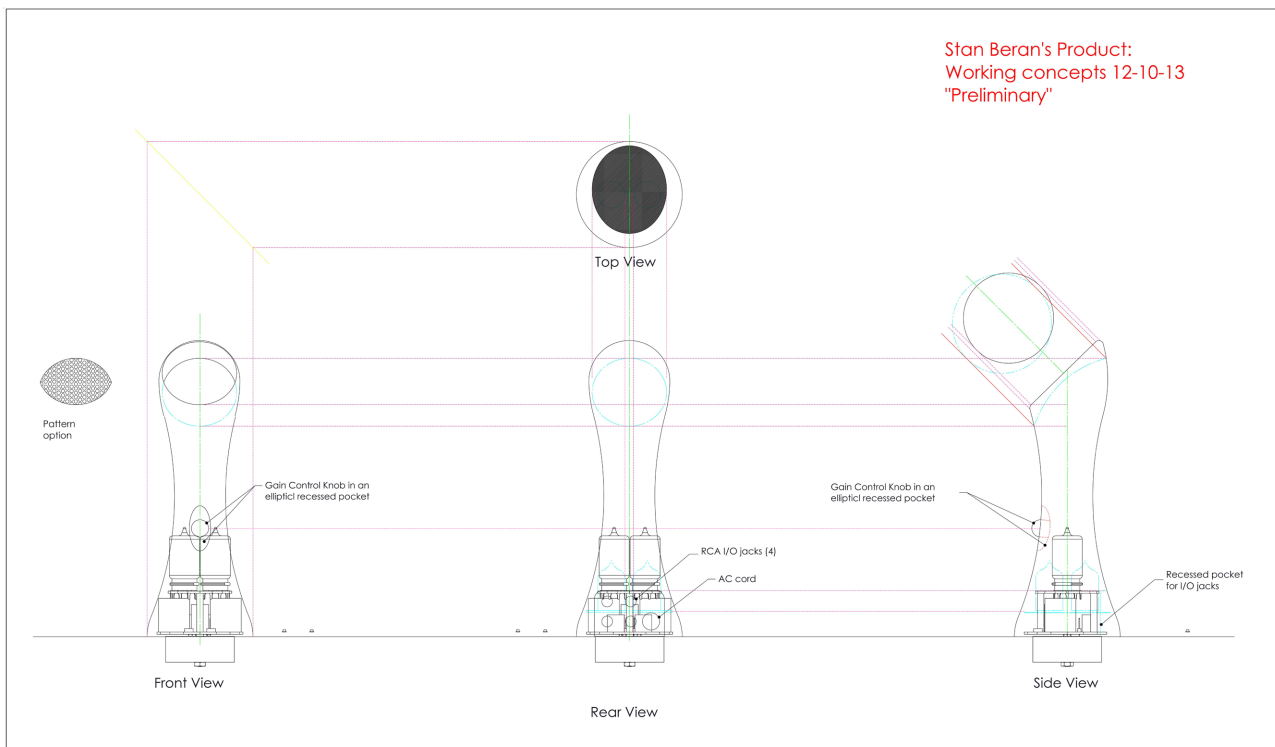 Stan Beran's Product:
Working concepts 12-10-13
"Preliminary"
Top View
Pattern
option
Gain Control Knob in an
elipticl recessed pocket
Gain Control Knob in an
elipticl recessed pocket
RCA I/O jacks (4)
AC cord
Recessed pocket
for I/O jacks
Front View
Rear View
Side View